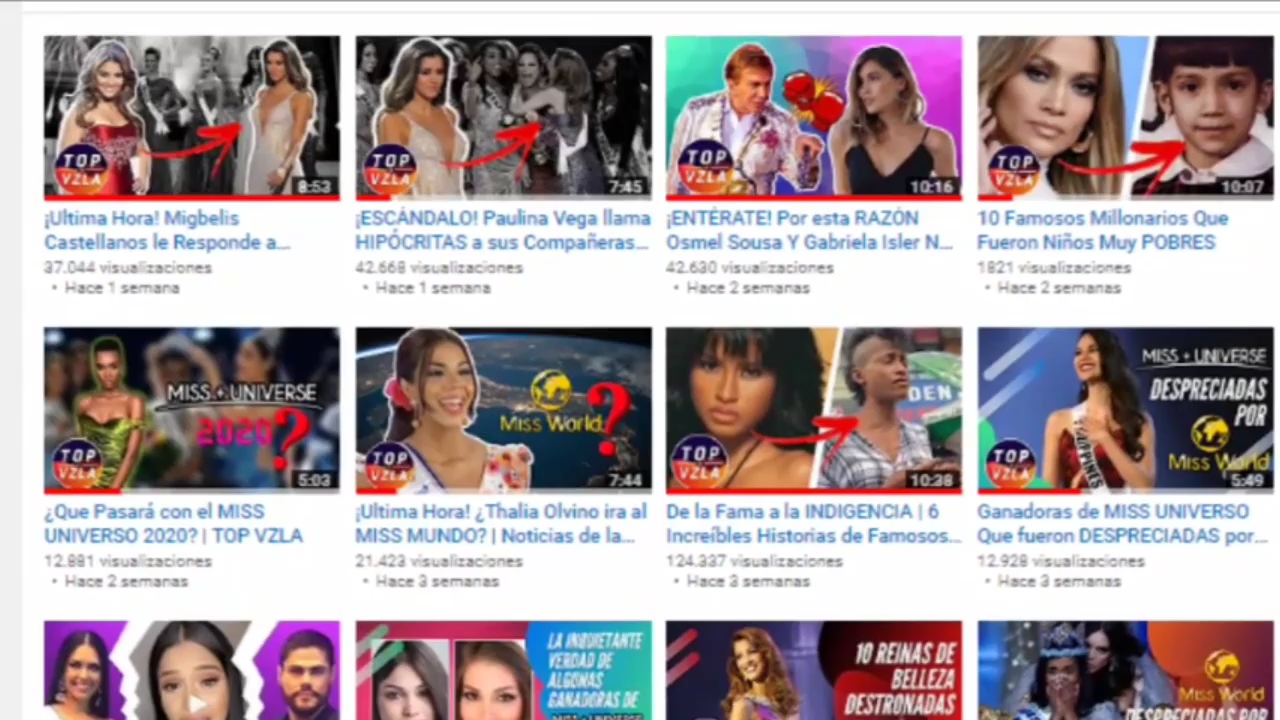 TOP
VZLA
8:53
TOP
VZLA
7:45
TOP
VZLA
10:16
TOP
VZLA
10:07
¡Ultima Hora! Migbelis
Castellanos le Responde a...
37.044 visualizaciones
• Hace 1 semana
¡ESCÁNDALO! Paulina Vega llama
HIPÓCRITAS a sus Compañeras...
42.668 visualizaciones
• Hace 1 semana
¡ENTÉRATE! Por esta RAZÓN
Osmel Sousa Y Gabriela Isler N...
42.630 visualizaciones
• Hace 2 semanas
10 Famosos Millonarios Que
Fueron Niños Muy POBRES
1821 visualizaciones
• Hace 2 semanas
MISS + UNIVERSE
2020?
TOP
VZLA
5:03
Miss World?
TOP
VZLA
7:44
DEN
TOP
VZLA
10:38
MISS + UNIVERSE
DESPRECIADAS
POR
Miss World
TOP
VZLA
5:49
¿Que Pasará con el MISS
UNIVERSO 2020? | TOP VZLA
12.881 visualizaciones
• Hace 2 semanas
¡Ultima Hora! ¿Thalia Olvino ira al
MISS MUNDO? | Noticias de la...
21.423 visualizaciones
• Hace 3 semanas
De la Fama a la INDIGENCIA | 6
Increíbles Historias de Famosos...
124.337 visualizaciones
• Hace 3 semanas
Ganadoras de MISS UNIVERSO
Que fueron DESPRECIADAS por...
12.928 visualizaciones
• Hace 3 semanas
LA INQUIETANTE
VERDAD DE
ALGUNAS
GANADORAS DE
MISS + UNIVERSE
10 REINAS DE
BELLEZA
DESTRONADAS
Miss World
DESPRECIADAS POR